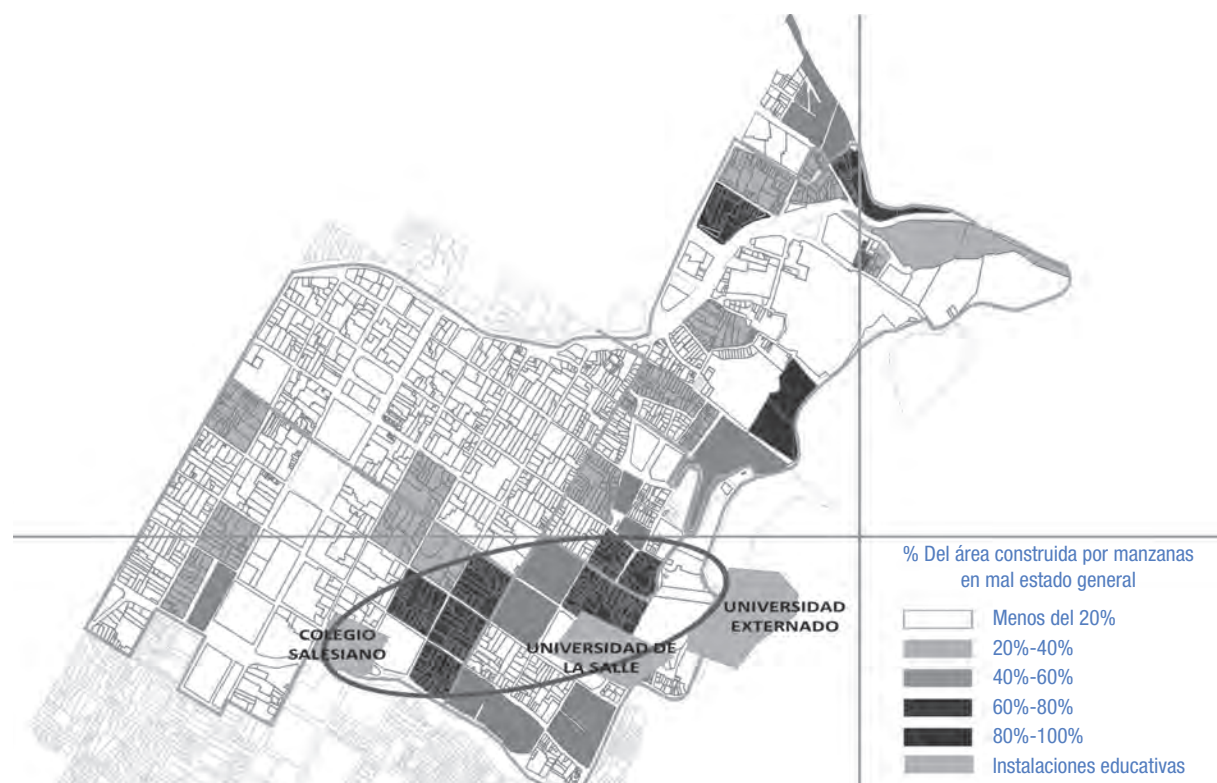 COLEGIO
SALESIANO
UNIVERSIDAD DE
LA SALLE
UNIVERSIDAD
EXTERNADO
% Del área construida por manzanas
en mal estado general
Menos del 20%
20%-40%
40%-60%
60%-80%
80%-100%
Instalaciones educativas